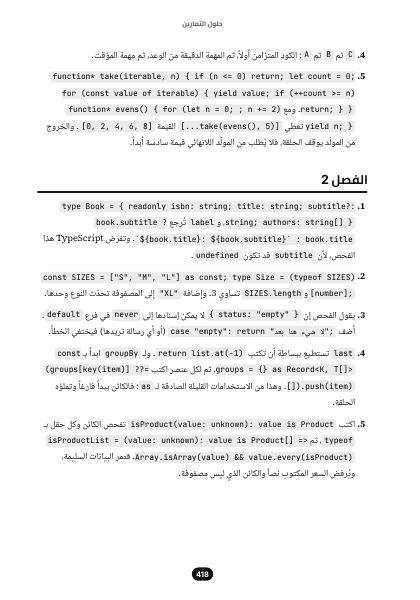 حلول التمارين
4. C ثم B ثم A: الكود المتزامن أولاً، ثم المهمة الدقيقة من الوعد، ثم مهمة المؤقت.
5. function* take(iterable, n) { if (n <= 0) return; let count = 0;
for (const value of iterable) { yield value; if (++count >= n)
return; } }. ومع function* evens() { for (let n = 0; ; n += 2)
yield n; } تعطي [...take(evens(), 5)] القيمة [0, 2, 4, 6, 8]. والخروج
من المولّد يوقف الحلقة، فلا يُطلب من المولّد اللانهائي قيمة سادسة أبداً.
الفصل 2
1. type Book = { readonly isbn: string; title: string; subtitle?:
string; authors: string[] }، و label تُرجع book.subtitle ?
`${book.title}: ${book.subtitle}` : book.title. وتفرض TypeScript هذا
الفحص، لأن subtitle قد تكون undefined.
2. const SIZES = ["S", "M", "L"] as const; type Size = (typeof SIZES)
[number]; و SIZES.length تساوي 3. وإضافة "XL" إلى المصفوفة تحدّث النوع وحدها.
3. يقول الفحص إن { status: "empty" } لا يمكن إسنادها إلى never في فرع default.
أضف case "empty": return "لا شيء هنا بعد"; (أو أي رسالة تريدها) فيختفي الخطأ.
4. last تستطيع ببساطة أن تكتب return list.at(-1). ولـ groupBy ابدأ بـ const
groups = {} as Record<K, T[]>، ثم لكل عنصر اكتب (groups[key(item)] ??=
[]).push(item). وهذا من الاستخدامات القليلة الصادقة لـ as: فالكائن يبدأ فارغاً وتملؤه
الحلقة.
5. اكتب isProduct(value: unknown): value is Product تفحص الكائن وكل حقل بـ
typeof، ثم isProductList = (value: unknown): value is Product[] =>
Array.isArray(value) && value.every(isProduct). فتمر البيانات السليمة،
ويُرفض السعر المكتوب نصاً والكائن الذي ليس مصفوفة.
418